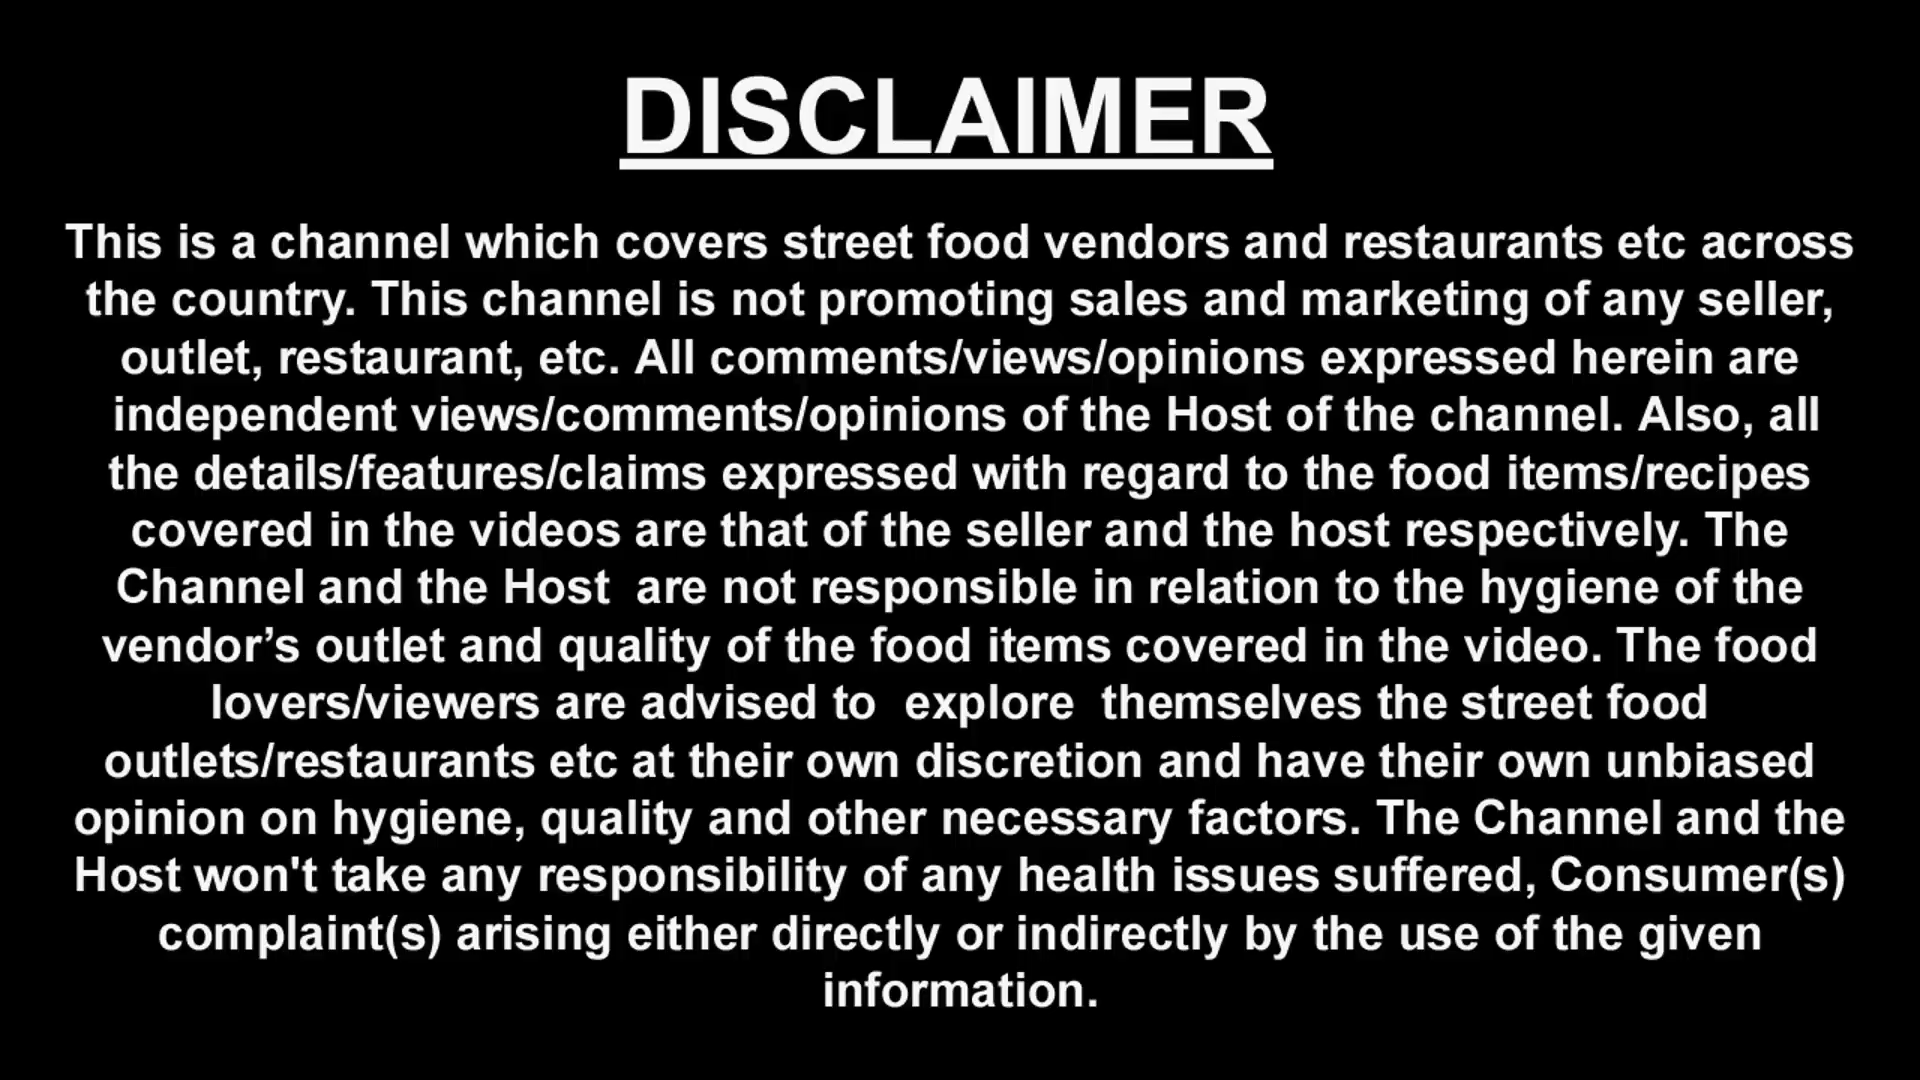 DISCLAIMER
This is a channel which covers street food vendors and restaurants etc across
the country. This channel is not promoting sales and marketing of any seller,
outlet, restaurant, etc. All comments/views/opinions expressed herein are
independent views/comments/opinions of the Host of the channel. Also, all
the details/features/claims expressed with regard to the food items/recipes
covered in the videos are that of the seller and the host respectively. The
Channel and the Host  are not responsible in relation to the hygiene of the
vendor’s outlet and quality of the food items covered in the video. The food
lovers/viewers are advised to  explore  themselves the street food
outlets/restaurants etc at their own discretion and have their own unbiased
opinion on hygiene, quality and other necessary factors. The Channel and the
Host won't take any responsibility of any health issues suffered, Consumer(s)
complaint(s) arising either directly or indirectly by the use of the given
information.